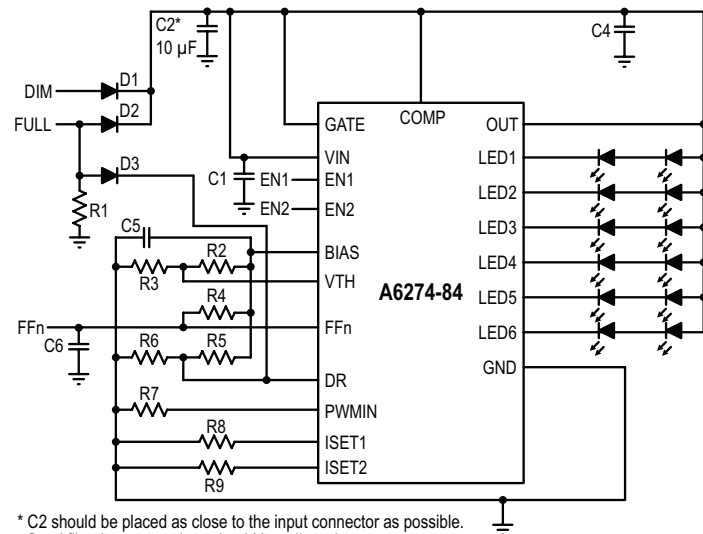 C2*
10 µF
C4
DIM
D1
FULL
D2
D3
R1
C1
GATE
COMP
OUT
VIN
LED1
EN1
EN1
LED2
EN2
EN2
LED3
C5
R2
BIAS
LED4
R3
VTH
A6274-84
R4
LED5
FFn
FFn
LED6
C6
R6
R5
GND
DR
R7
PWMIN
R8
ISET1
ISET2
R9
* C2 should be placed as close to the input connector as possible.